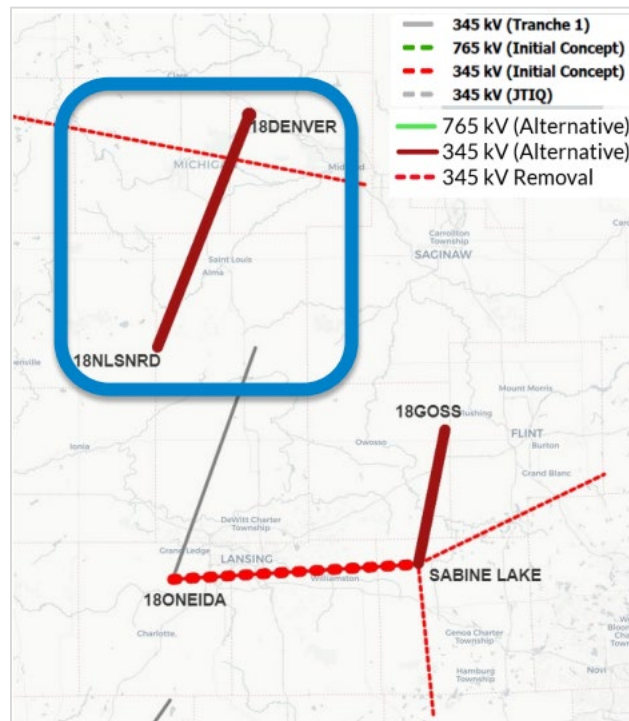 345 kV (Tranche 1)
765 kV (Initial Concept)
345 kV (Initial Concept)
345 kV (JTIQ)
765 kV (Alternative)
345 kV (Alternative)
345 kV Removal
Clare
18DENVER
MICHIGAN
Midland
Carrollton
Township
SAGINAW
Saint Louis
Alma
18NLSNRD
Mount Morris
18GOSS
Flushing
FLINT
Burton
Ionia
Owosso
Grand Blanc
DeWitt Charter
Township
Grand Ledge
LANSING
Williamston
SABINE LAKE
18ONEIDA
Charlotte
Genoa Charter
Township
Novi
Hamburg
Township